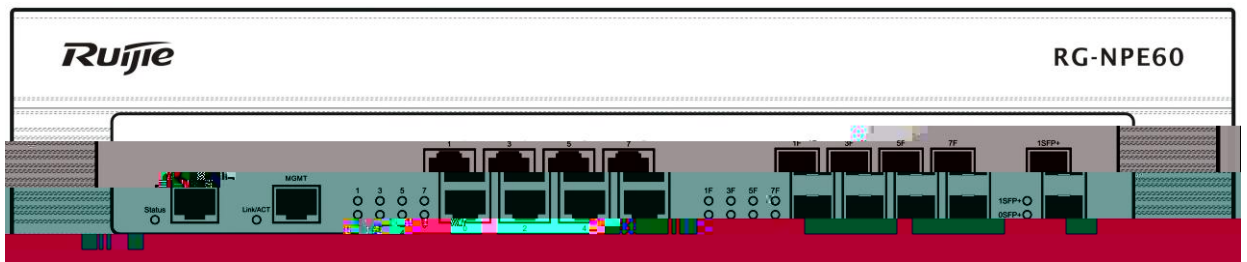 Ruijie
RG-NPE60
1 3 5 7 1F 3F 5F 7F 1SFP+
MGMT
1 3 5 7 1F 3F 5F 7F
Status Link/ACT 1SFP+
0SFP+
2 4